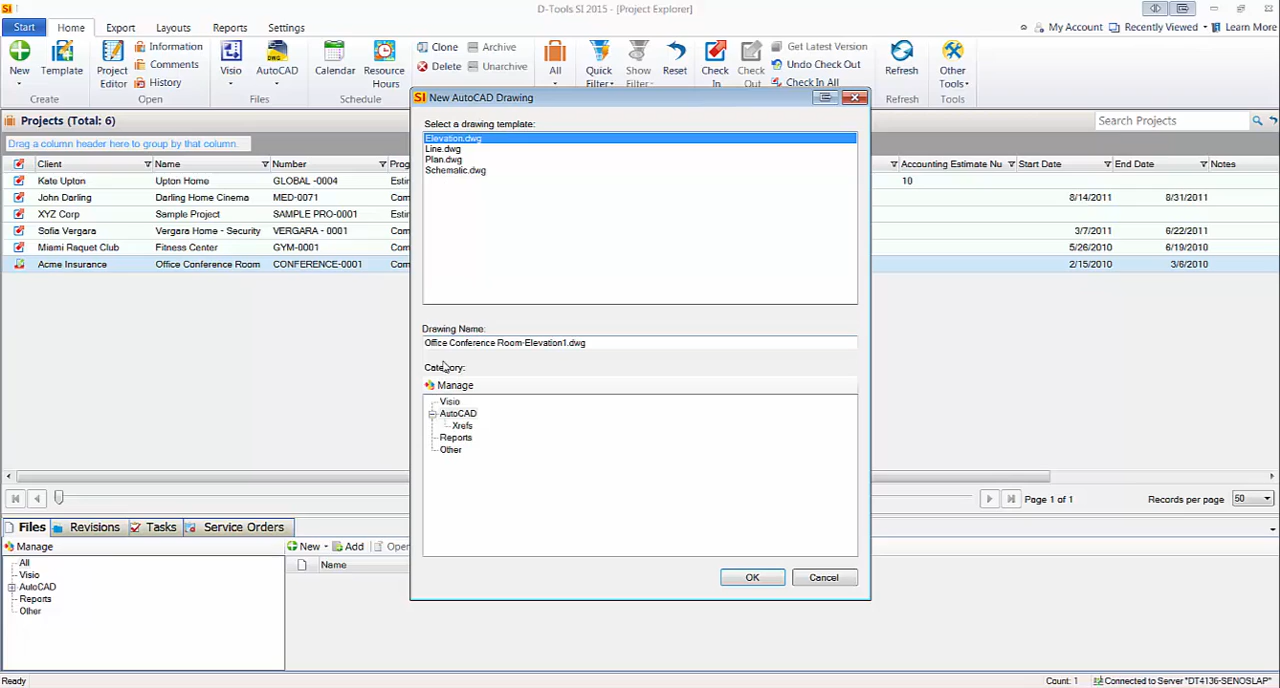 SI
D-Tools SI 2015 - [Project Explorer]
Start Home Export Layouts Reports Settings
My Account Recently Viewed Learn More
New Template Project Editor Information Comments History Visio AutoCAD Calendar Resource Hours Clone Delete Archive Unarchive All Quick Filter Show Filter Reset Check In Check Out Get Latest Version Undo Check Out Check In All Refresh Other Tools
Create Open Files Schedule Refresh Tools
Projects (Total: 6) Search Projects
Drag a column header here to group by that column.
Client Name Number Accounting Estimate Nu Start Date End Date Notes
Kate Upton Upton Home GLOBAL -0004 Esti 10
John Darling Darling Home Cinema MED-0071 Com 8/14/2011 8/31/2011
XYZ Corp Sample Project SAMPLE PRO-0001 Esti
Sofia Vergara Vergara Home - Security VERGARA - 0001 Com 3/7/2011 6/22/2011
Miami Raquet Club Fitness Center GYM-0001 Com 5/26/2010 6/19/2010
Acme Insurance Office Conference Room CONFERENCE-0001 Com 2/15/2010 3/6/2010
SI New AutoCAD Drawing
Select a drawing template:
Elevation.dwg
Line.dwg
Plan.dwg
Schematic.dwg
Drawing Name:
Office Conference Room-Elevation1.dwg
Category:
Manage
Visio
AutoCAD
Xrefs
Reports
Other
OK Cancel
Page 1 of 1 Records per page 50
Files Revisions Tasks Service Orders
Manage
All
Visio
AutoCAD
Reports
Other
New Add Open
Name
Ready Count: 1 Connected to Server "DT4136-SENOSLAP"